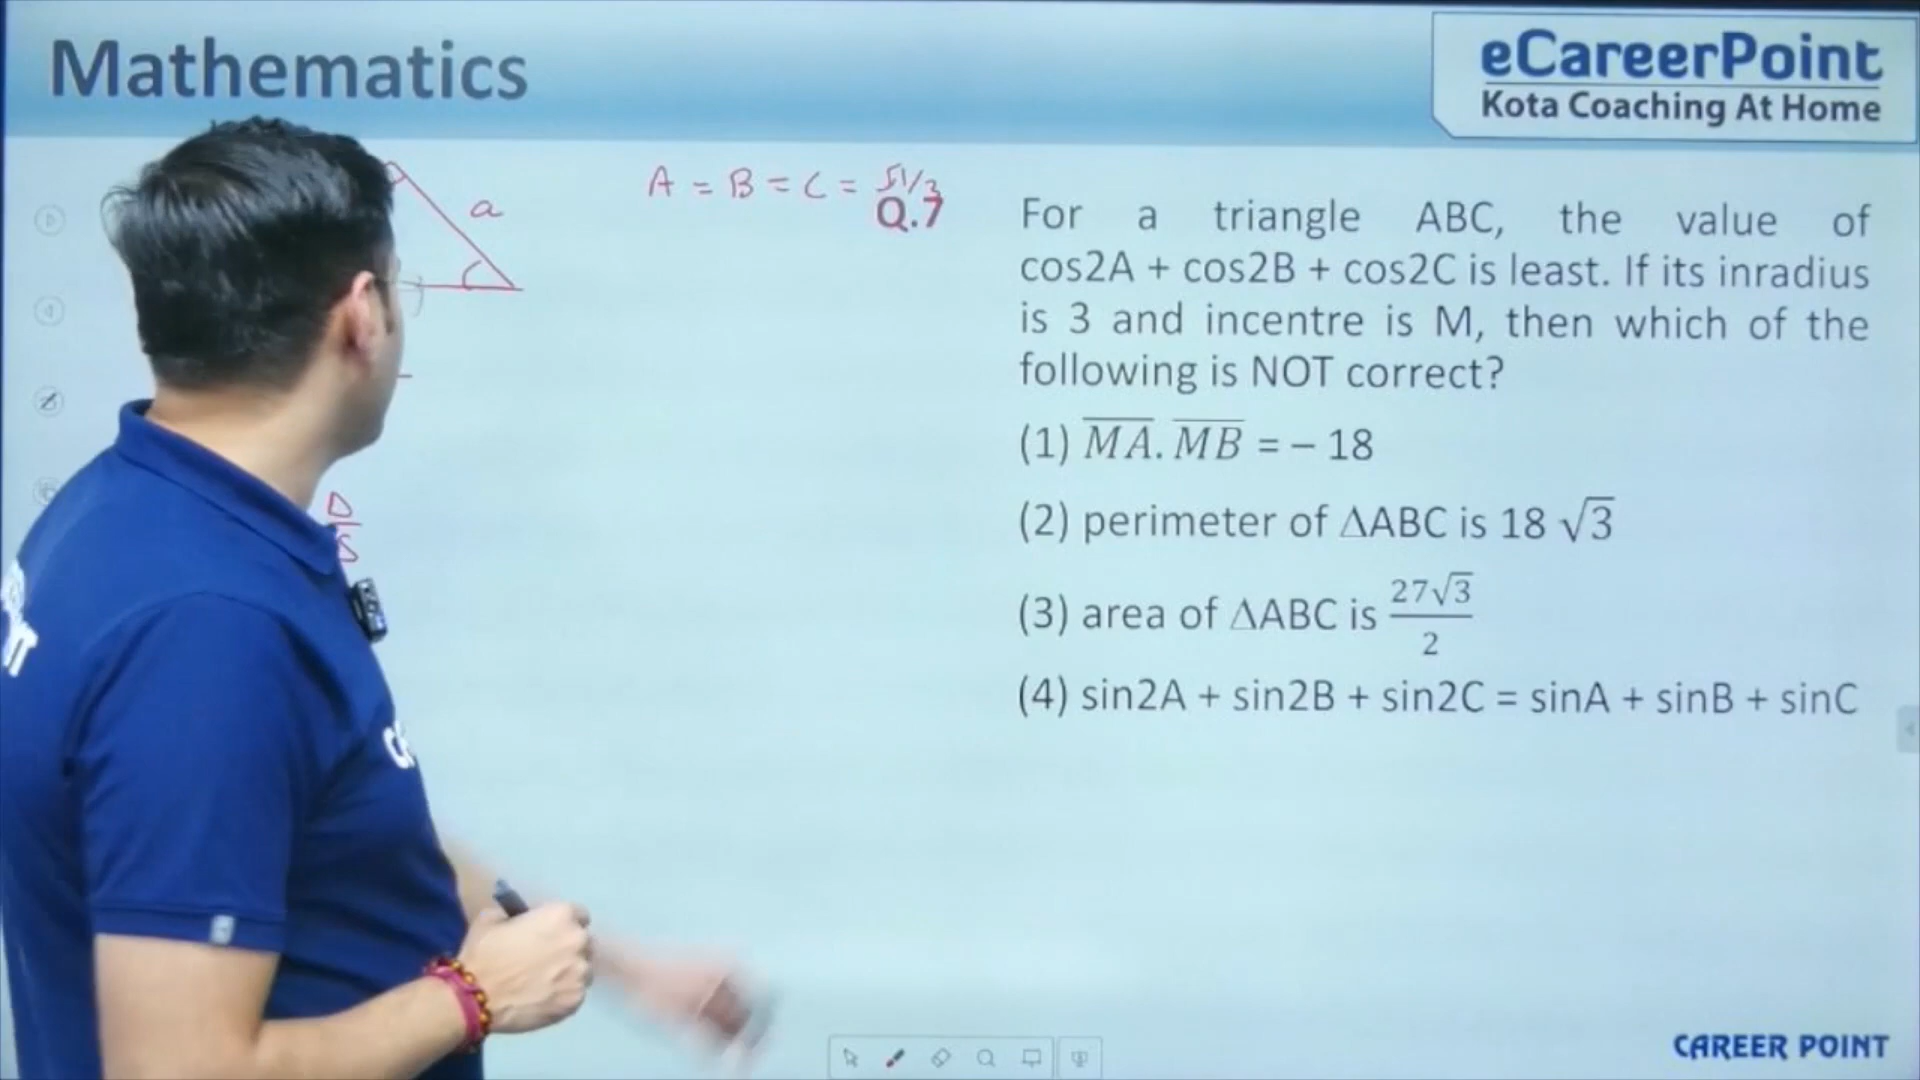 Mathematics
eCareerPoint
Kota Coaching At Home
a
A = B = C = π/3
Q.7
For a triangle ABC, the value of
cos2A + cos2B + cos2C is least. If its inradius
is 3 and incentre is M, then which of the
following is NOT correct?
(1) \overline{MA}.\overline{MB} = – 18
(2) perimeter of ΔABC is 18 √3
(3) area of ΔABC is 27√3/2
(4) sin2A + sin2B + sin2C = sinA + sinB + sinC
CAREER POINT